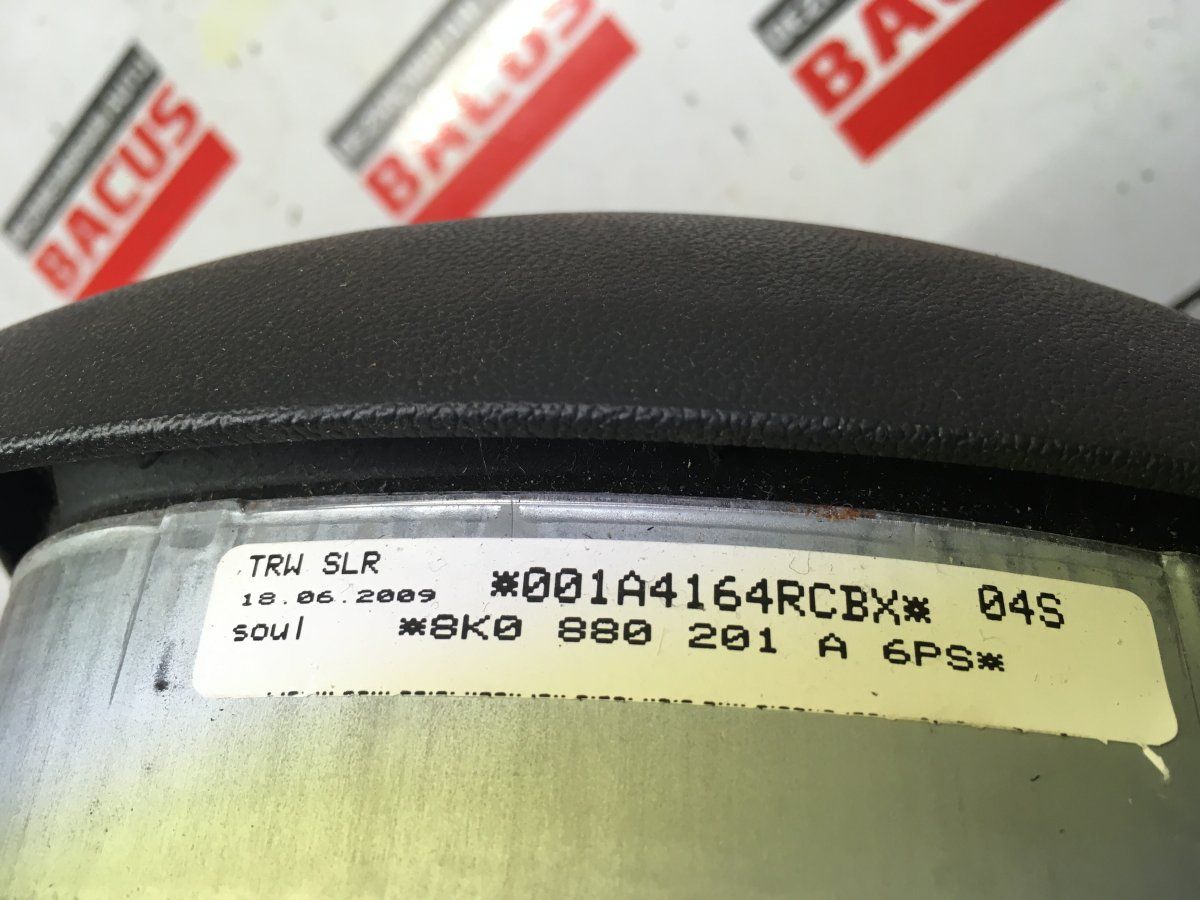 BACUS
BACUS
BACUS
TRW SLR
18.06.2009
*001A4164RCBX* 04S
soul
*8K0 880 201 A 6PS*